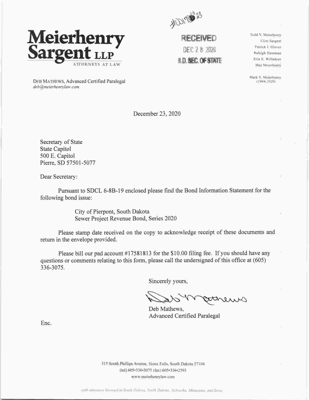 Meierhenry
Sargent LLP
ATTORNEYS AT LAW
RECEIVED
DEC 28 2020
S.D. SEC. OF STATE
Todd V. Meierhenry
Clint Sargent
Patrick J. Glover
Mark V. Meierhenry
DEB MATHEWS, Advanced Certified Paralegal
deb@meierhenrylaw.com
December 23, 2020
Secretary of State
State Capitol
500 E. Capitol
Pierre, SD 57501-5077
Dear Secretary:
Pursuant to SDCL 6-8B-19 enclosed please find the Bond Information Statement for the
following bond issue:
City of Pierpont, South Dakota
Sewer Project Revenue Bond, Series 2020
Please stamp date received on the copy to acknowledge receipt of these documents and
return in the envelope provided.
Please bill our pad account #17581813 for the $10.00 filing fee. If you should have any
questions or comments relating to this form, please call the undersigned of this office at (605)
336-3075.
Sincerely yours,
Deb Mathews
Deb Mathews,
Advanced Certified Paralegal
Enc.
315 South Phillips Avenue, Sioux Falls, South Dakota 57104
(tel) 605-336-3075 (fax) 605-336-2593
www.meierhenrylaw.com